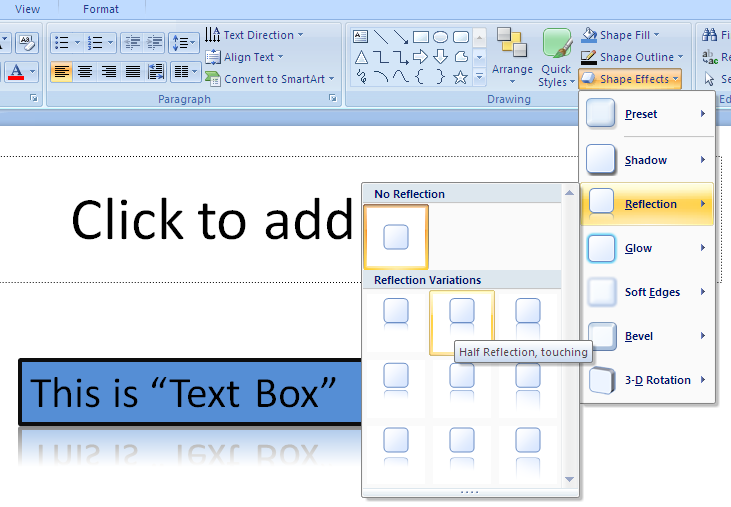 View Format
Text Direction
Align Text
Convert to SmartArt
Paragraph
Arrange
Quick
Styles
Shape Fill
Shape Outline
Shape Effects
Drawing
Fi
Re
Se
Ed
Preset
Shadow
Reflection
Glow
Soft Edges
Bevel
3-D Rotation
No Reflection
Reflection Variations
Half Reflection, touching
Click to add
This is “Text Box”